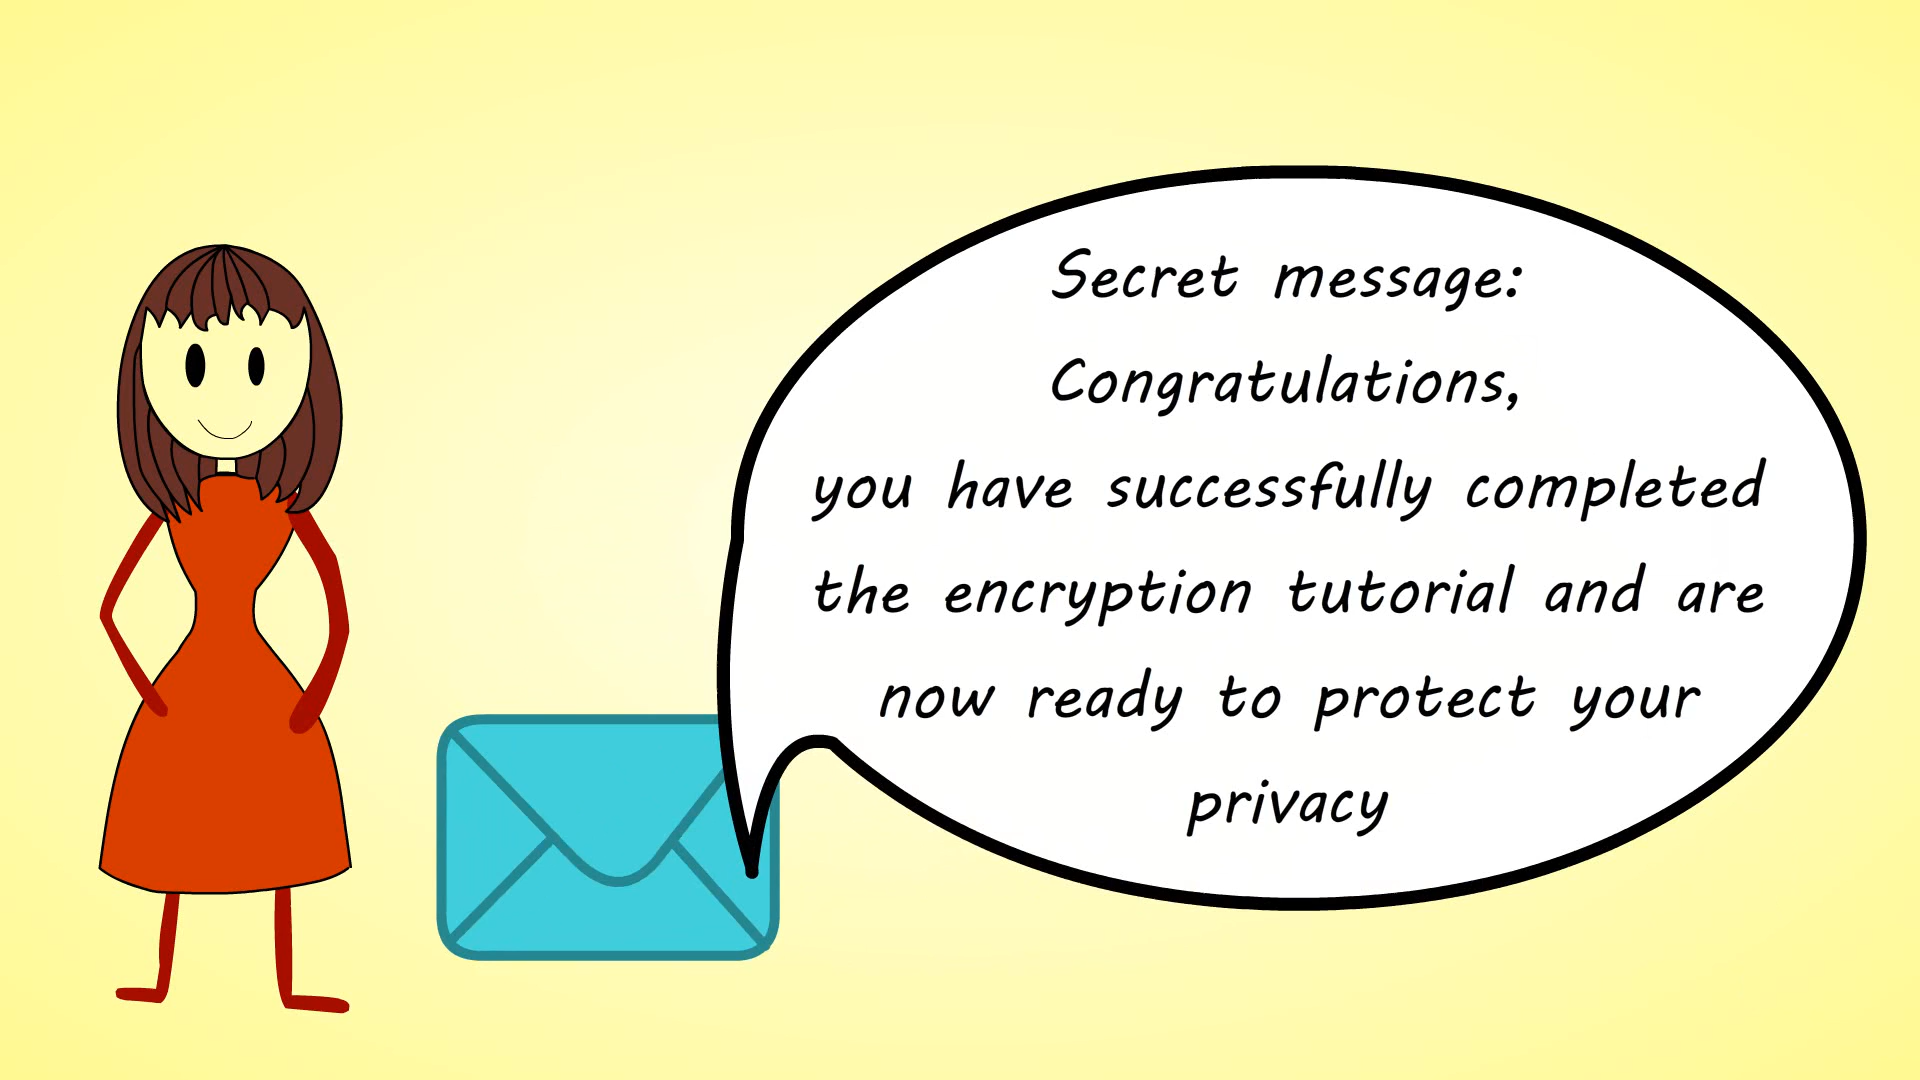 Secret message:
Congratulations,
you have successfully completed
the encryption tutorial and are
now ready to protect your
privacy